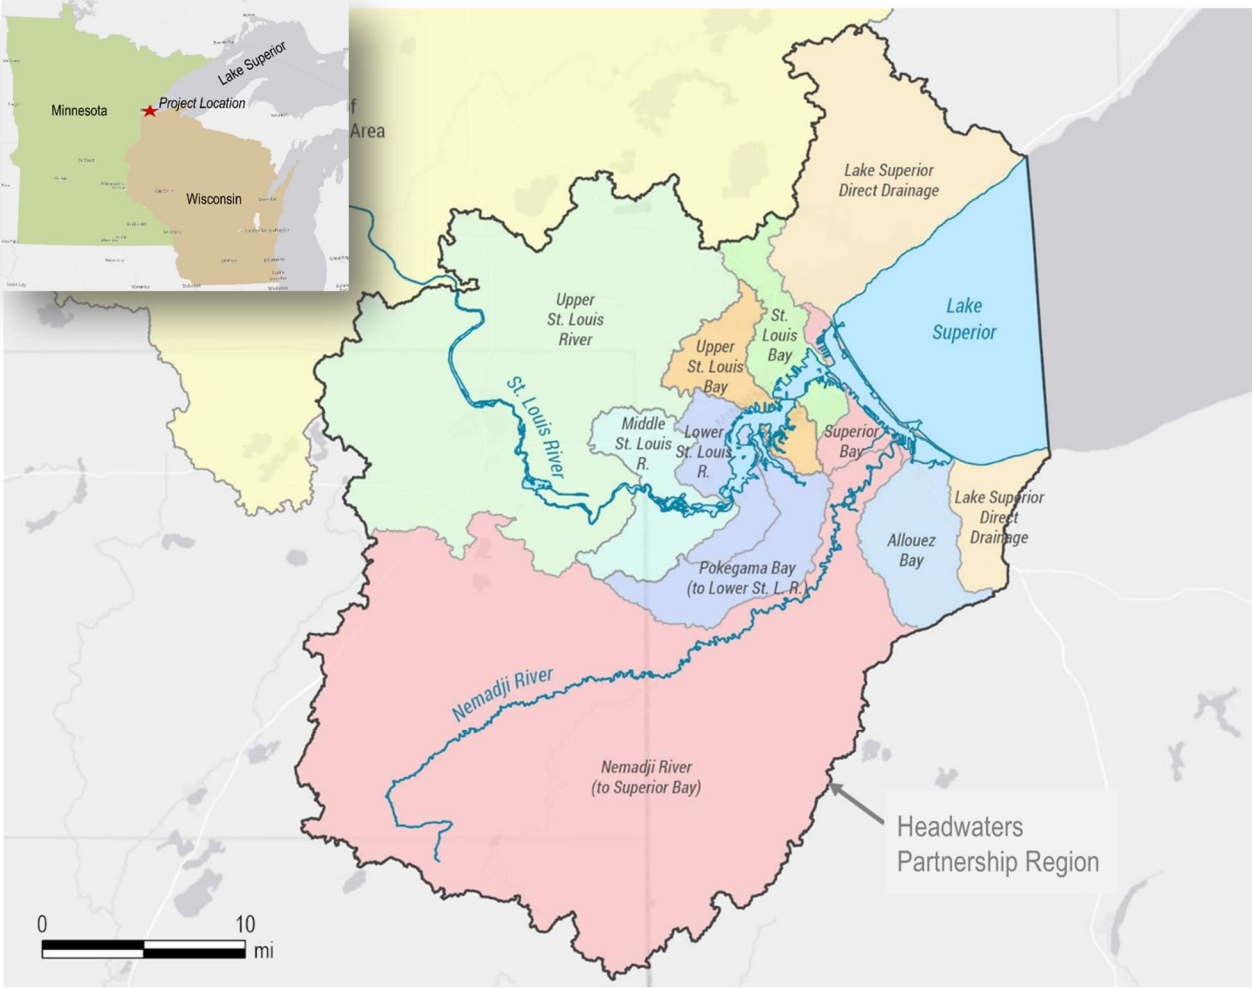 Lake Superior
Minnesota
Project Location
Wisconsin
f
Area
Lake Superior
Direct Drainage
Lake
Superior
Upper
St. Louis
River
St.
Louis
Bay
Upper
St. Louis
Bay
St. Louis River
Middle
St. Louis
R.
Lower
St. Louis
R.
Superior
Bay
Lake Superior
Direct
Drainage
Allouez
Bay
Pokegama Bay
(to Lower St. L. R.)
Nemadji River
Nemadji River
(to Superior Bay)
Headwaters
Partnership Region
0 10
mi